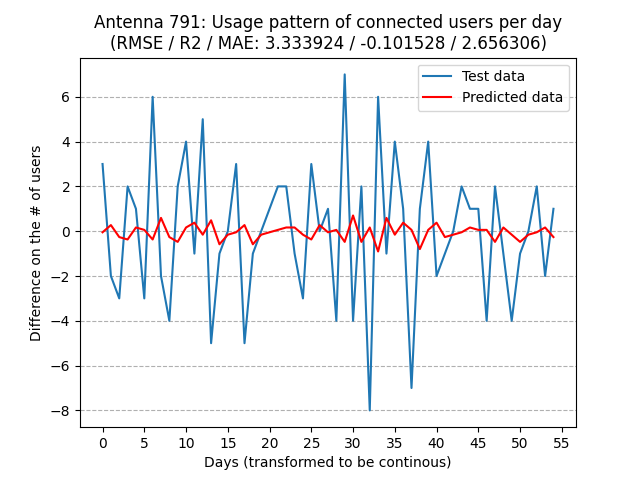 Antenna 791: Usage pattern of connected users per day
(RMSE / R2 / MAE: 3.333924 / -0.101528 / 2.656306)
Test data
Predicted data
Difference on the # of users
6
4
2
0
−2
−4
−6
−8
0 5 10 15 20 25 30 35 40 45 50 55
Days (transformed to be continous)